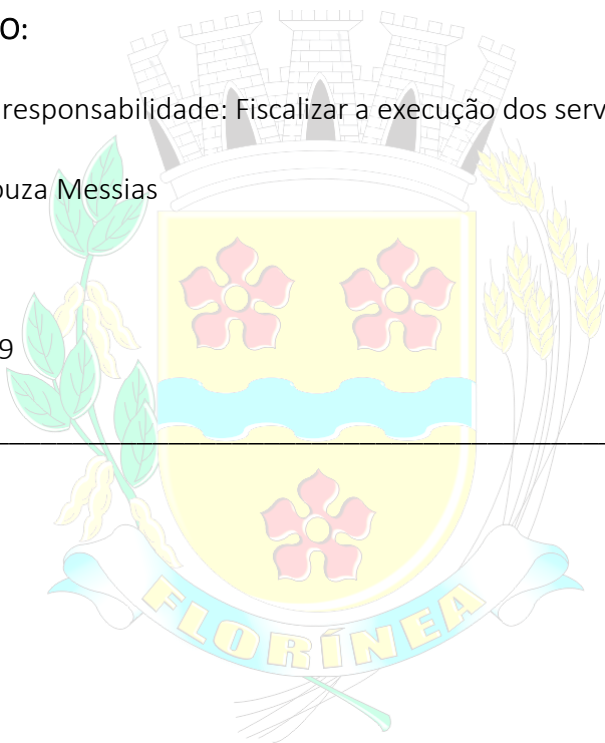 O:
responsabilidade: Fiscalizar a execução dos serv
ouza Messias
9
FLORÍNEA